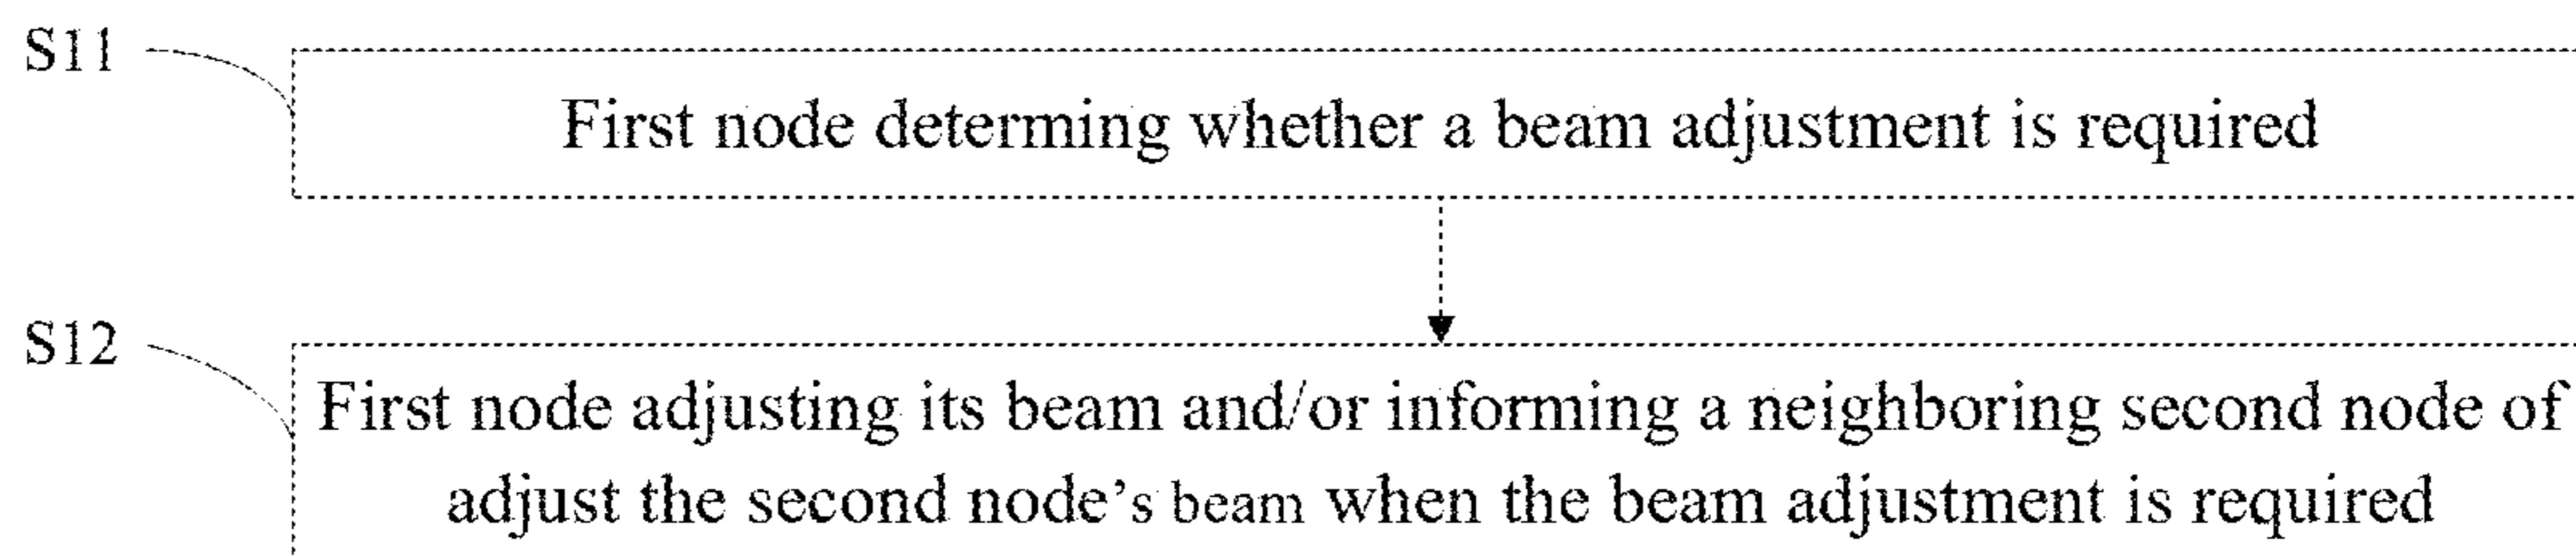 S11
First node determing whether a beam adjustment is required
S12
First node adjusting its beam and/or informing a neighboring second node of
adjust the second node's beam when the beam adjustment is required